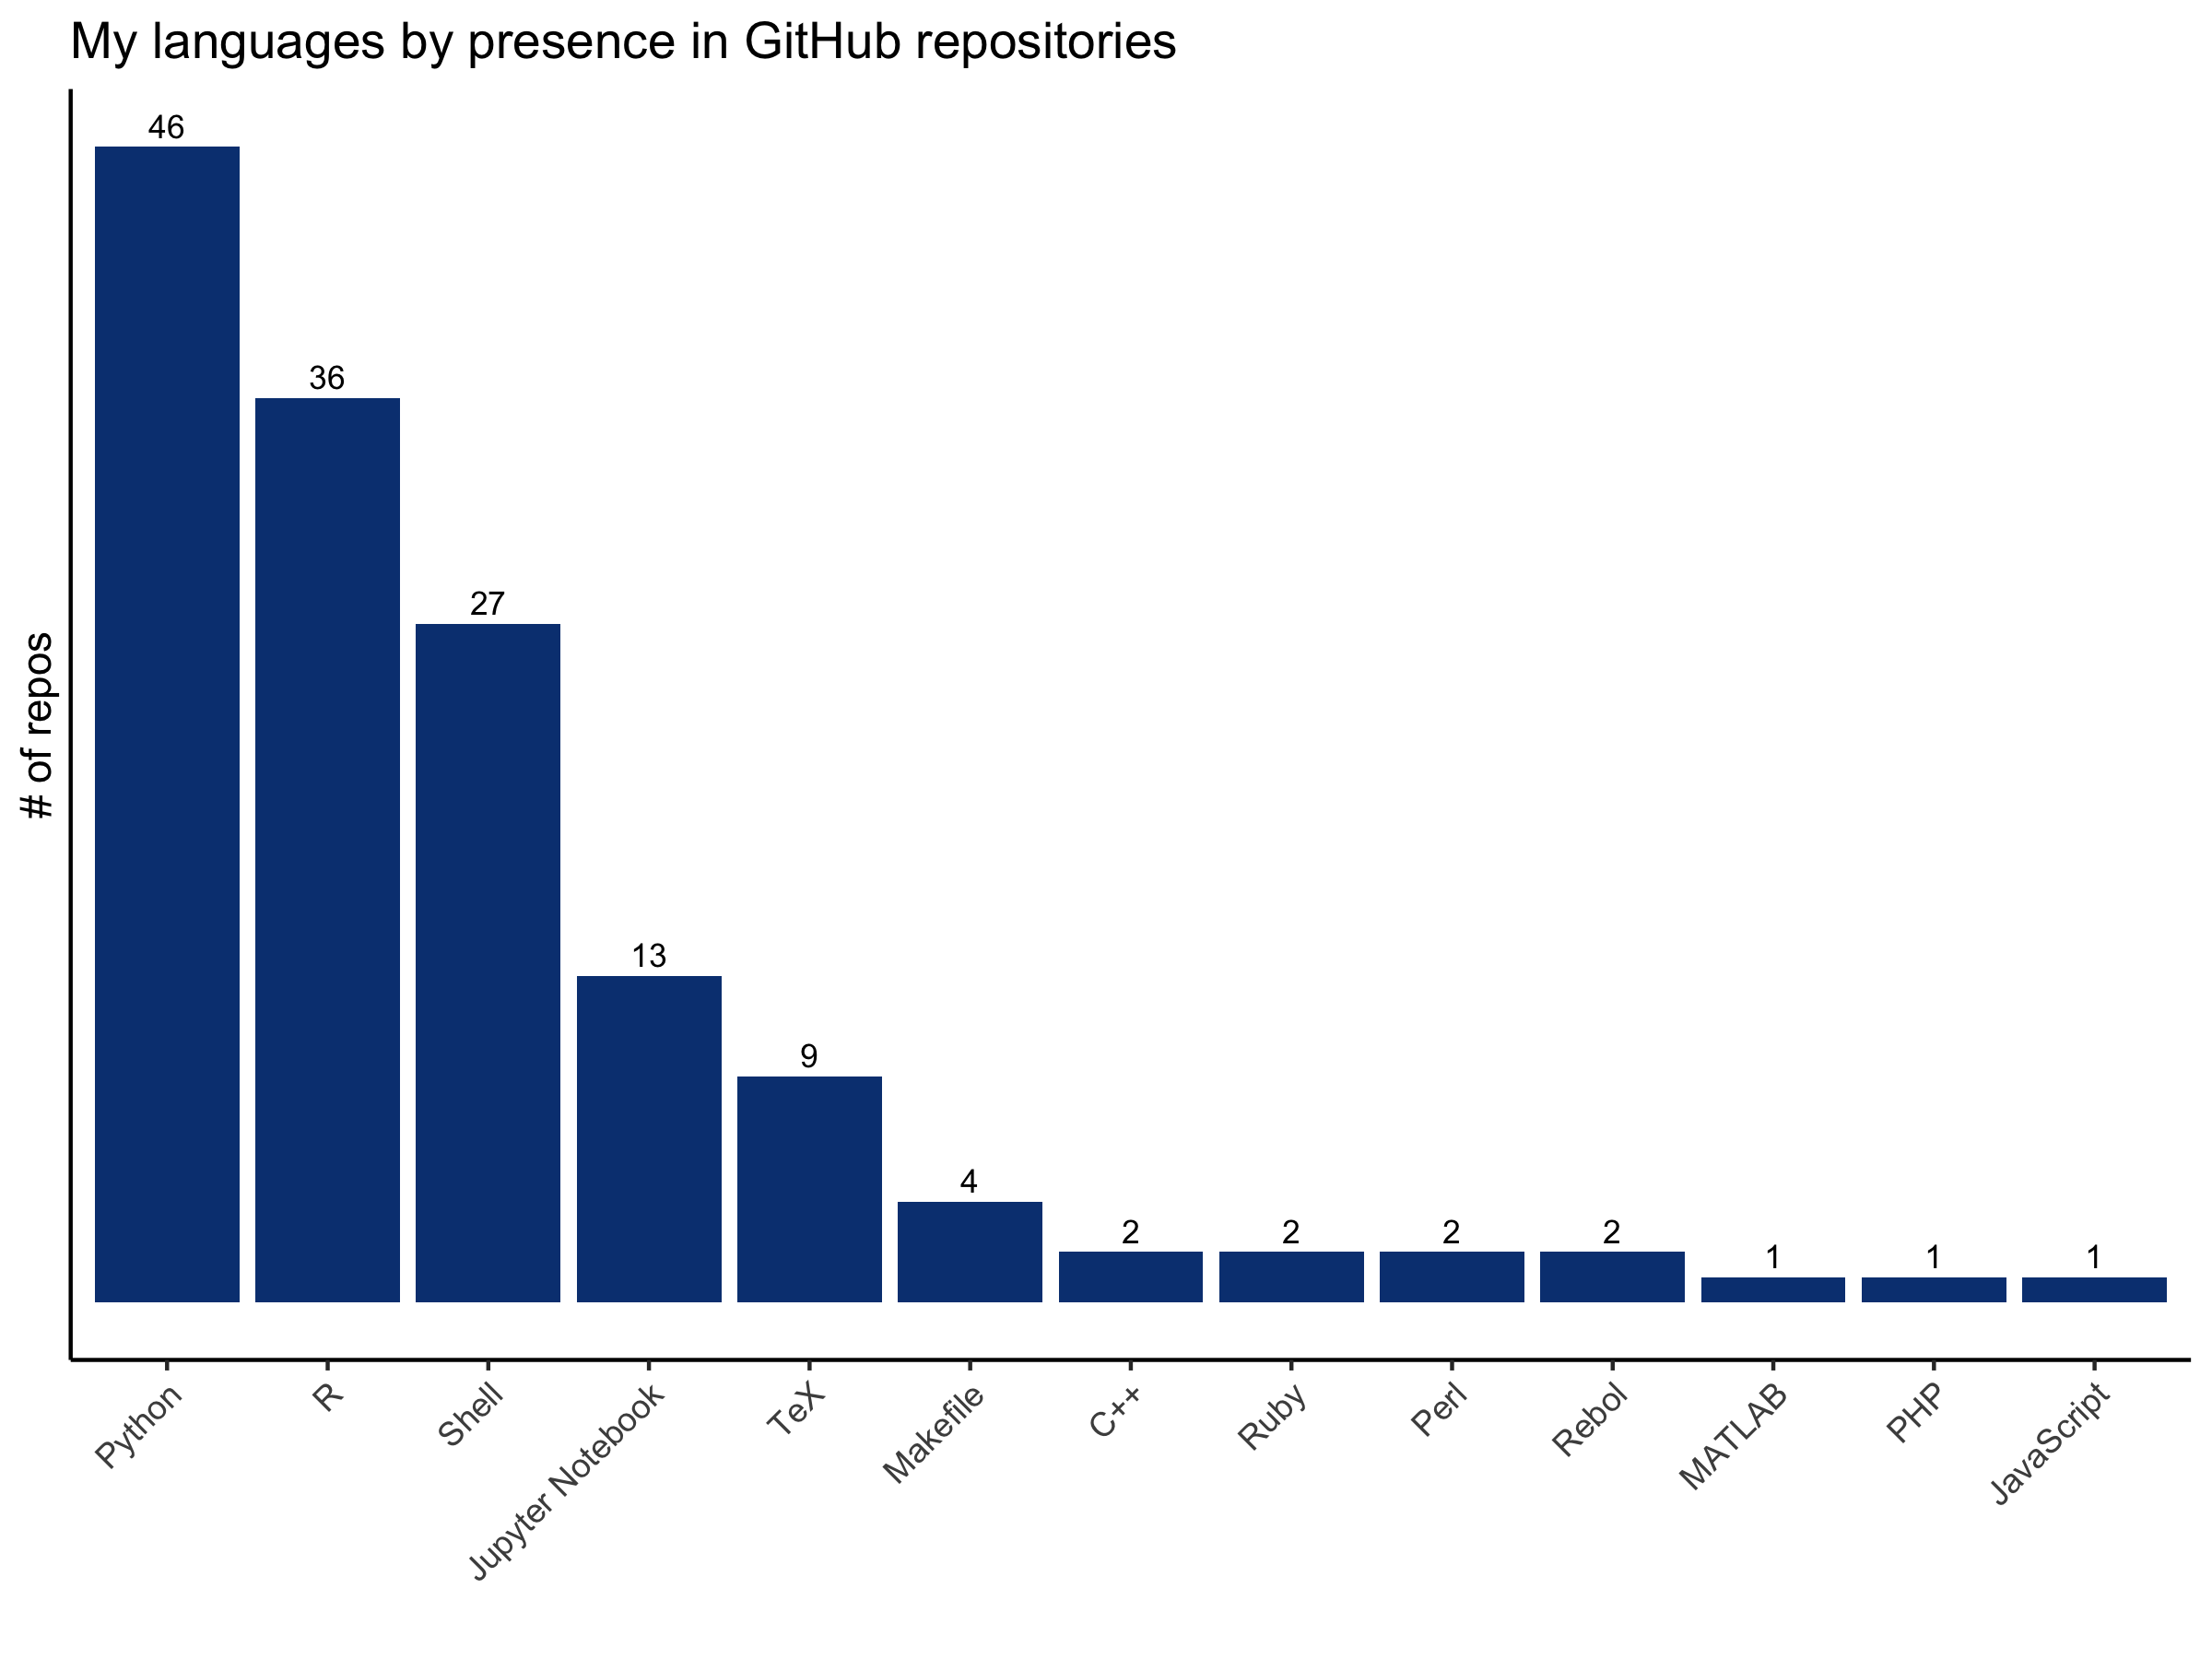 My languages by presence in GitHub repositories
# of repos
46
36
27
13
9
4
2
2
2
2
1
1
1
Python
R
Shell
Jupyter Notebook
TeX
Makefile
C++
Ruby
Perl
Rebol
MATLAB
PHP
JavaScript